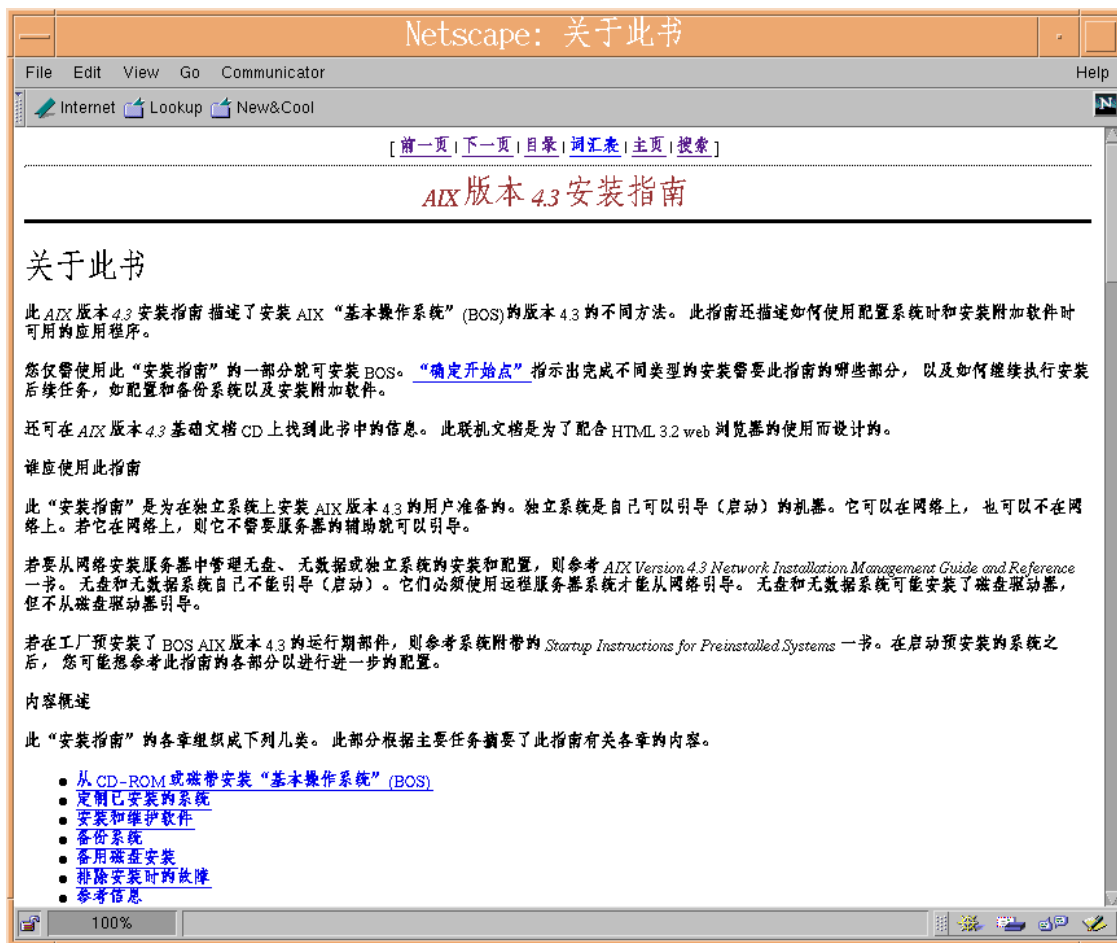 Netscape: 关于此书
File Edit View Go Communicator Help
Internet Lookup New&Cool
N
[ 前一页 | 下一页 | 目录 | 词汇表 | 主页 | 搜索 ]
AIX 版本 4.3 安装指南
关于此书
此 AIX 版本 4.3 安装指南 描述了安装 AIX “基本操作系统” (BOS)的版本 4.3 的不同方法。 此指南还描述如何使用配置系统时和安装附加软件时
可用的应用程序。
您仅需使用此“安装指南”的一部分就可安装 BOS。 “确定开始点” 指示出完成不同类型的安装需要此指南的哪些部分， 以及如何继续执行安装
后续任务，如配置和备份系统以及安装附加软件。
还可在 AIX 版本 4.3 基础文档 CD 上找到此书中的信息。 此联机文档是为了配合 HTML 3.2 web 浏览器的使用而设计的。
谁应使用此指南
此“安装指南”是为在独立系统上安装 AIX 版本 4.3 的用户准备的。独立系统是自己可以引导（启动）的机器。它可以在网络上， 也可以不在网
络上。若它在网络上，则它不需要服务器的辅助就可以引导。
若要从网络安装服务器中管理无盘、 无数据或独立系统的安装和配置，则参考 AIX Version 4.3 Network Installation Management Guide and Reference
一书。 无盘和无数据系统自己不能引导（启动）。它们必须使用远程服务器系统才能从网络引导。 无盘和无数据系统可能安装了磁盘驱动器，
但不从磁盘驱动器引导。
若在工厂预安装了 BOS AIX 版本 4.3 的运行期部件，则参考系统附带的 Startup Instructions for Preinstalled Systems 一书。在启动预安装的系统之
后， 您可能想参考此指南的各部分以进行进一步的配置。
内容概述
此“安装指南”的各章组织成下列几类。 此部分根据主要任务摘要了此指南有关各章的内容。
从 CD-ROM 或磁带安装“基本操作系统” (BOS)
定制已安装的系统
安装和维护软件
备份系统
备用磁盘安装
排除安装时的故障
参考信息
100%